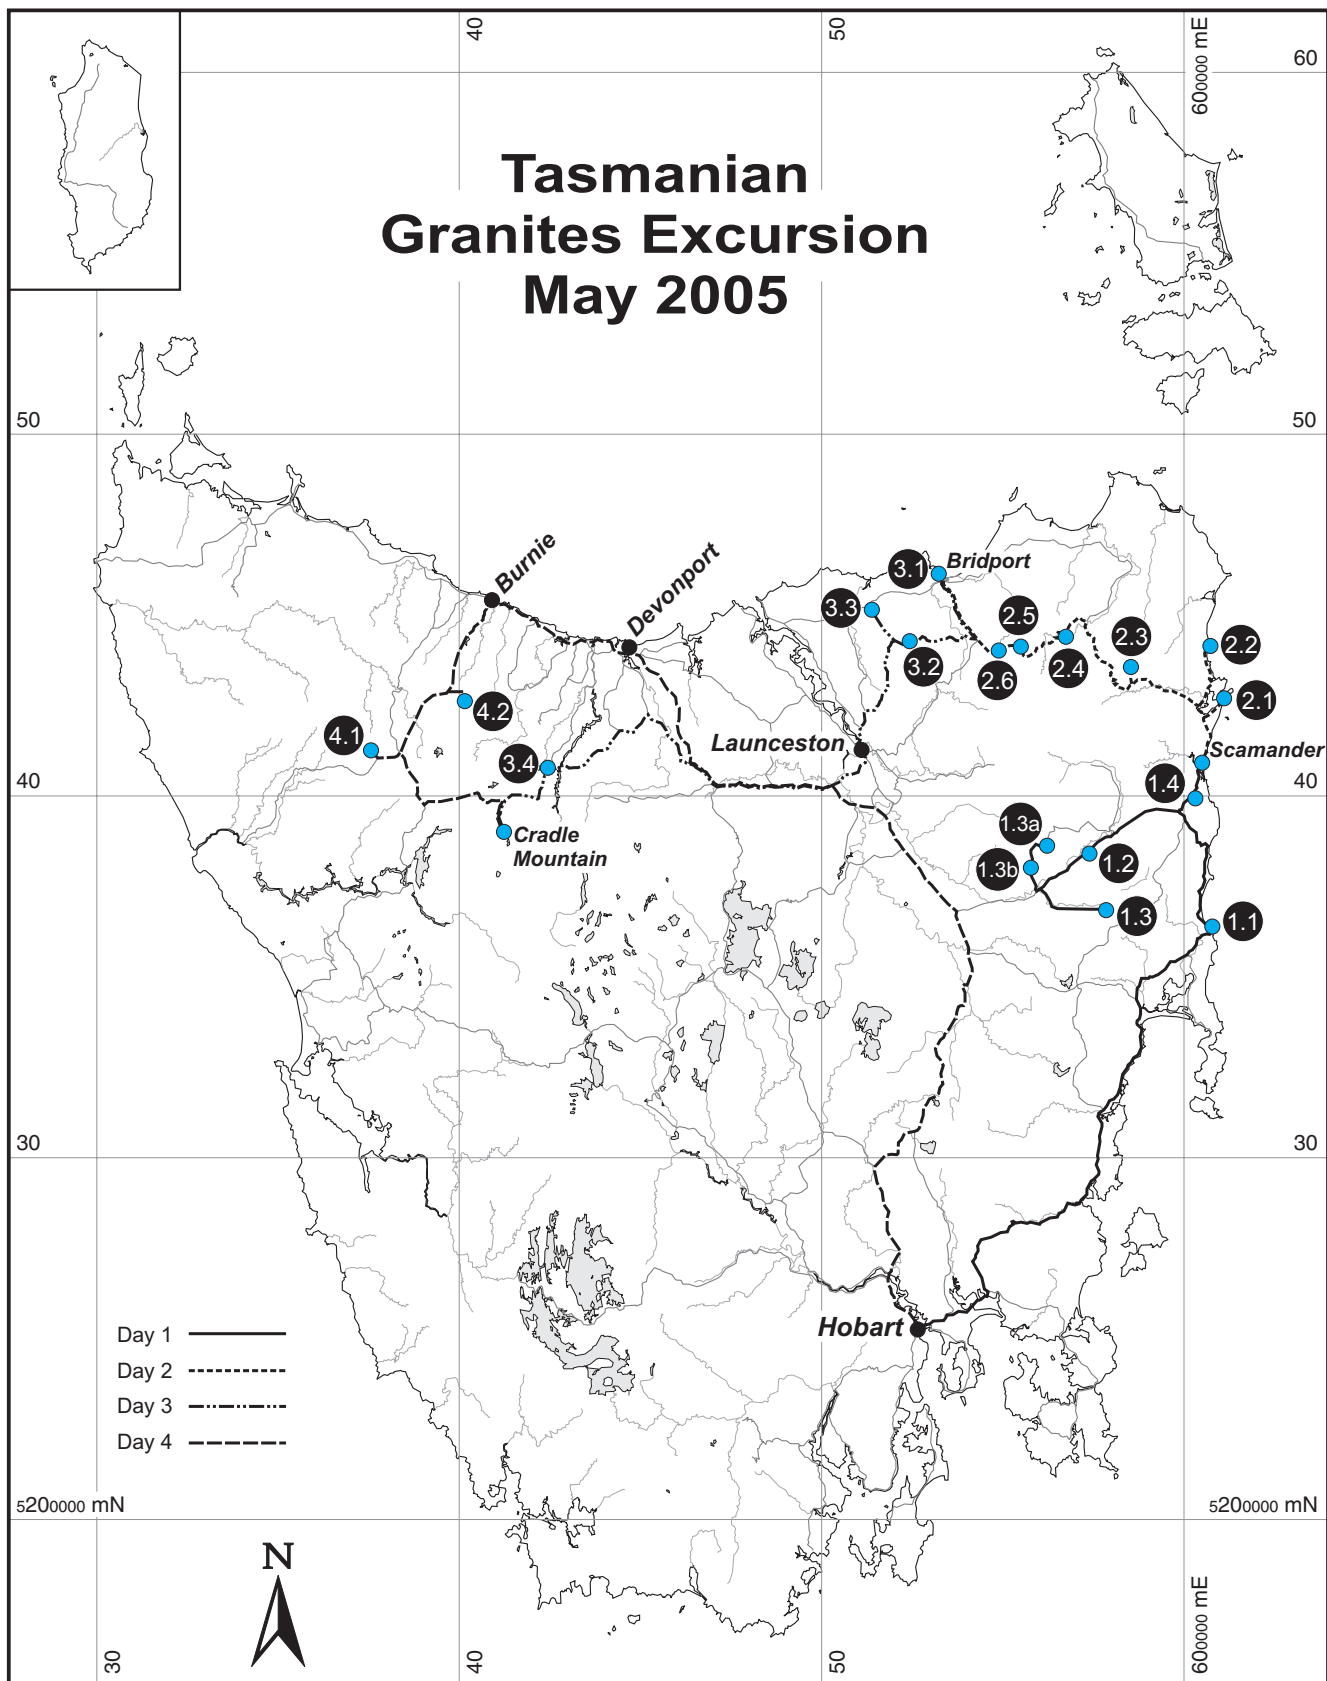 40
50
600000 mE
60
Tasmanian
Granites Excursion
May 2005
50
50
Burnie
Devonport
3.1
Bridport
3.3
2.5
2.3
3.2
2.6
2.4
2.2
4.2
2.1
4.1
Launceston
Scamander
3.4
40
1.4
40
Cradle
Mountain
1.3a
1.3b
1.2
1.3
1.1
30
30
Hobart
Day 1
Day 2
Day 3
Day 4
5200000 mN
5200000 mN
N
30
40
50
600000 mE